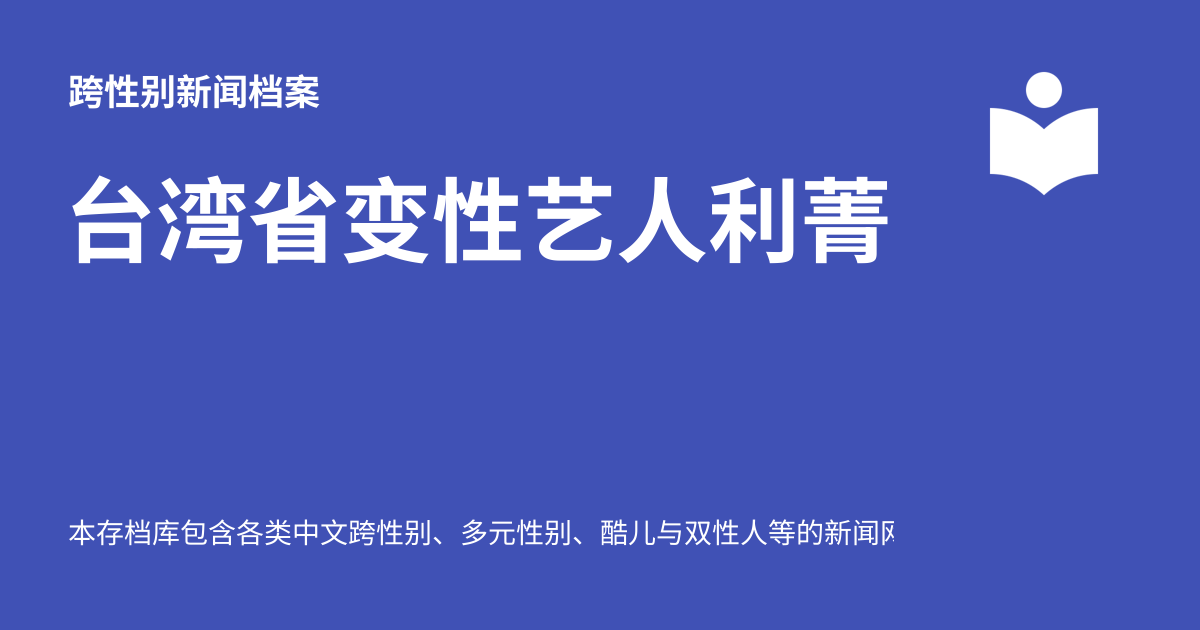 跨性别新闻档案
台湾省变性艺人利菁
本存档库包含各类中文跨性别、多元性别、酷儿与双性人等的新闻